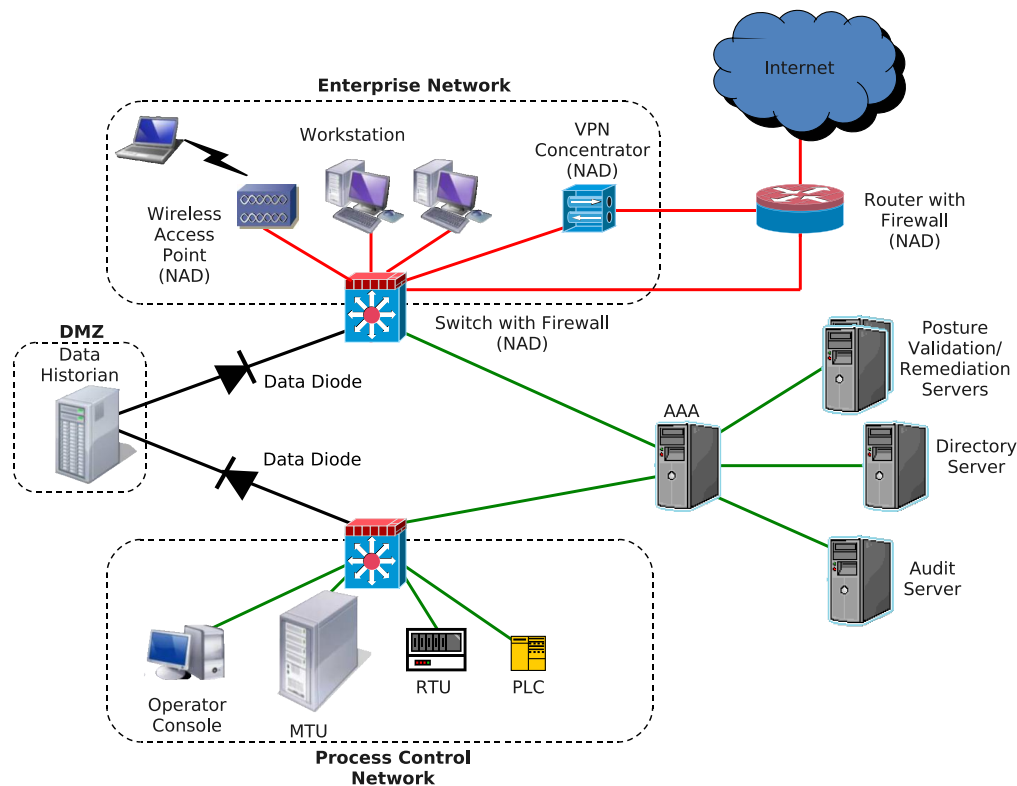 Internet
Enterprise Network
Workstation
VPN
Concentrator
(NAD)
Wireless
Access
Point
(NAD)
Router with
Firewall
(NAD)
Switch with Firewall
(NAD)
DMZ
Data
Historian
Data Diode
Data Diode
AAA
Posture
Validation/
Remediation
Servers
Directory
Server
Audit
Server
Operator
Console
MTU
RTU
PLC
Process Control
Network